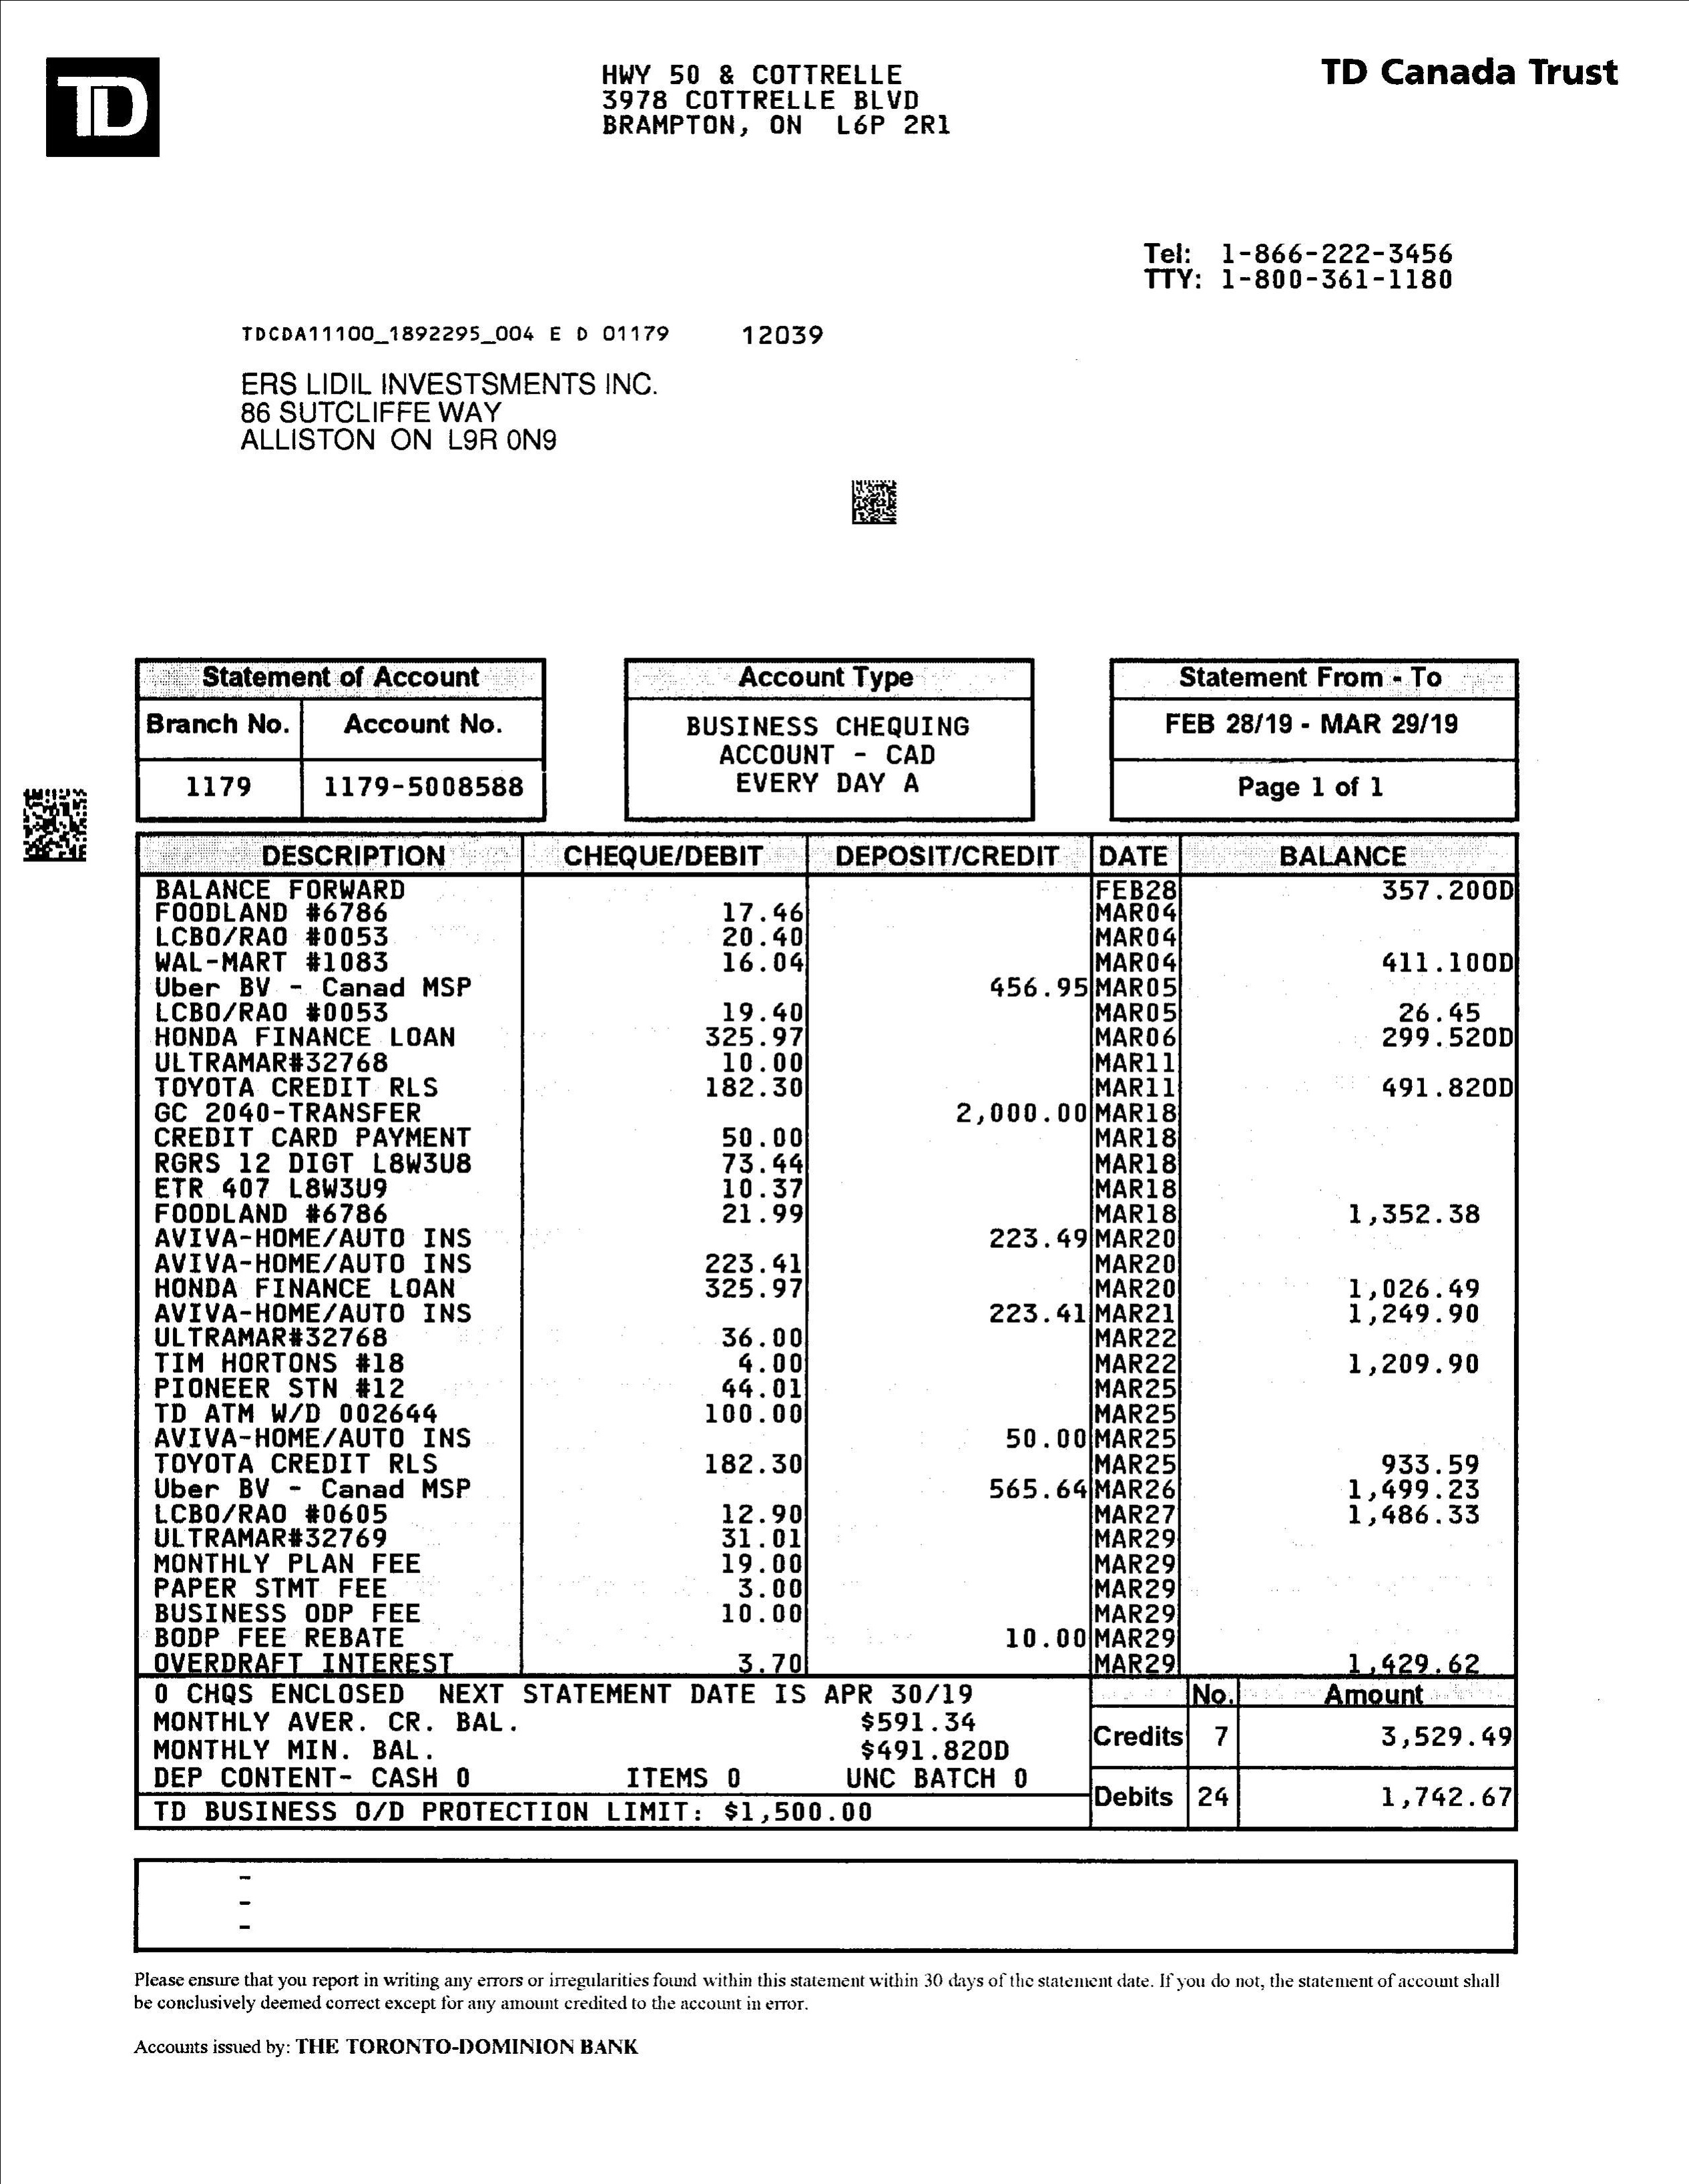 TD
HWY 50 & COTTRELLE
3978 COTTRELLE BLVD
BRAMPTON, ON L6P 2R1
TD Canada Trust
Tel: 1-866-222-3456
TTY: 1-800-361-1180
TDCDA11100_1892295_004 E D 01179 12039
ERS LIDIL INVESTSMENTS INC.
86 SUTCLIFFE WAY
ALLISTON ON L9R 0N9
Statement of Account
Branch No. Account No.
1179 1179-5008588
Account Type
BUSINESS CHEQUING
ACCOUNT - CAD
EVERY DAY A
Statement From - To
FEB 28/19 - MAR 29/19
Page 1 of 1
DESCRIPTION CHEQUE/DEBIT DEPOSIT/CREDIT DATE BALANCE
BALANCE FORWARD FEB28 357.20OD
FOODLAND #6786 17.46 MAR04
LCBO/RAO #0053 20.40 MAR04
WAL-MART #1083 16.04 MAR04 411.10OD
Uber BV - Canad MSP 456.95 MAR05
LCBO/RAO #0053 19.40 MAR05 26.45
HONDA FINANCE LOAN 325.97 MAR06 299.52OD
ULTRAMAR#32768 10.00 MAR11
TOYOTA CREDIT RLS 182.30 MAR11 491.82OD
GC 2040-TRANSFER 2,000.00 MAR18
CREDIT CARD PAYMENT 50.00 MAR18
RGRS 12 DIGT L8W3U8 73.44 MAR18
ETR 407 L8W3U9 10.37 MAR18
FOODLAND #6786 21.99 MAR18 1,352.38
AVIVA-HOME/AUTO INS 223.49 MAR20
AVIVA-HOME/AUTO INS 223.41 MAR20
HONDA FINANCE LOAN 325.97 MAR20 1,026.49
AVIVA-HOME/AUTO INS 223.41 MAR21 1,249.90
ULTRAMAR#32768 36.00 MAR22
TIM HORTONS #18 4.00 MAR22 1,209.90
PIONEER STN #12 44.01 MAR25
TD ATM W/D 002644 100.00 MAR25
AVIVA-HOME/AUTO INS 50.00 MAR25
TOYOTA CREDIT RLS 182.30 MAR25 933.59
Uber BV - Canad MSP 565.64 MAR26 1,499.23
LCBO/RAO #0605 12.90 MAR27 1,486.33
ULTRAMAR#32769 31.01 MAR29
MONTHLY PLAN FEE 19.00 MAR29
PAPER STMT FEE 3.00 MAR29
BUSINESS ODP FEE 10.00 MAR29
BODP FEE REBATE 10.00 MAR29
OVERDRAFT INTEREST 3.70 MAR29 1,429.62
0 CHQS ENCLOSED NEXT STATEMENT DATE IS APR 30/19
MONTHLY AVER. CR. BAL. $591.34
MONTHLY MIN. BAL. $491.82OD
DEP CONTENT- CASH 0 ITEMS 0 UNC BATCH 0
TD BUSINESS O/D PROTECTION LIMIT: $1,500.00
No. Amount
Credits 7 3,529.49
Debits 24 1,742.67
-
-
-
Please ensure that you report in writing any errors or irregularities found within this statement within 30 days of the statement date. If you do not, the statement of account shall
be conclusively deemed correct except for any amount credited to the account in error.
Accounts issued by: THE TORONTO-DOMINION BANK